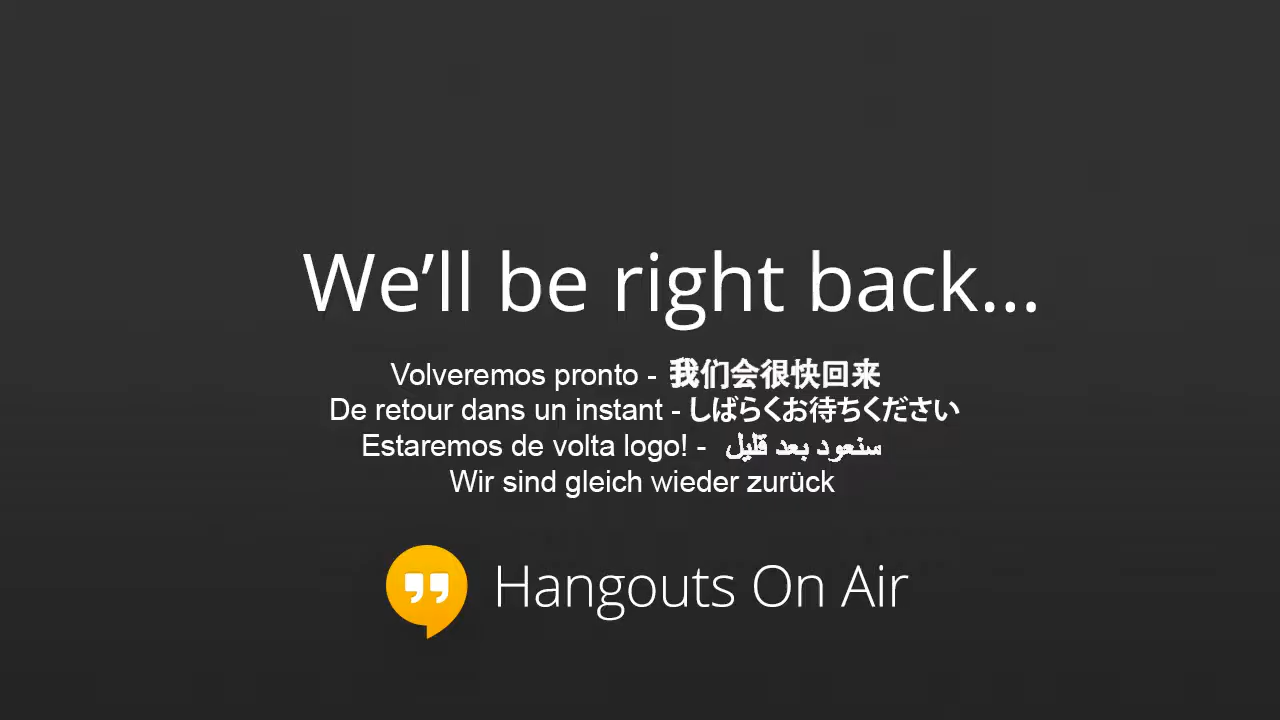 We’ll be right back...
Volveremos pronto - 我们会很快回来
De retour dans un instant - しばらくお待ちください
Estaremos de volta logo! - سنعود بعد قليل
Wir sind gleich wieder zurück
Hangouts On Air